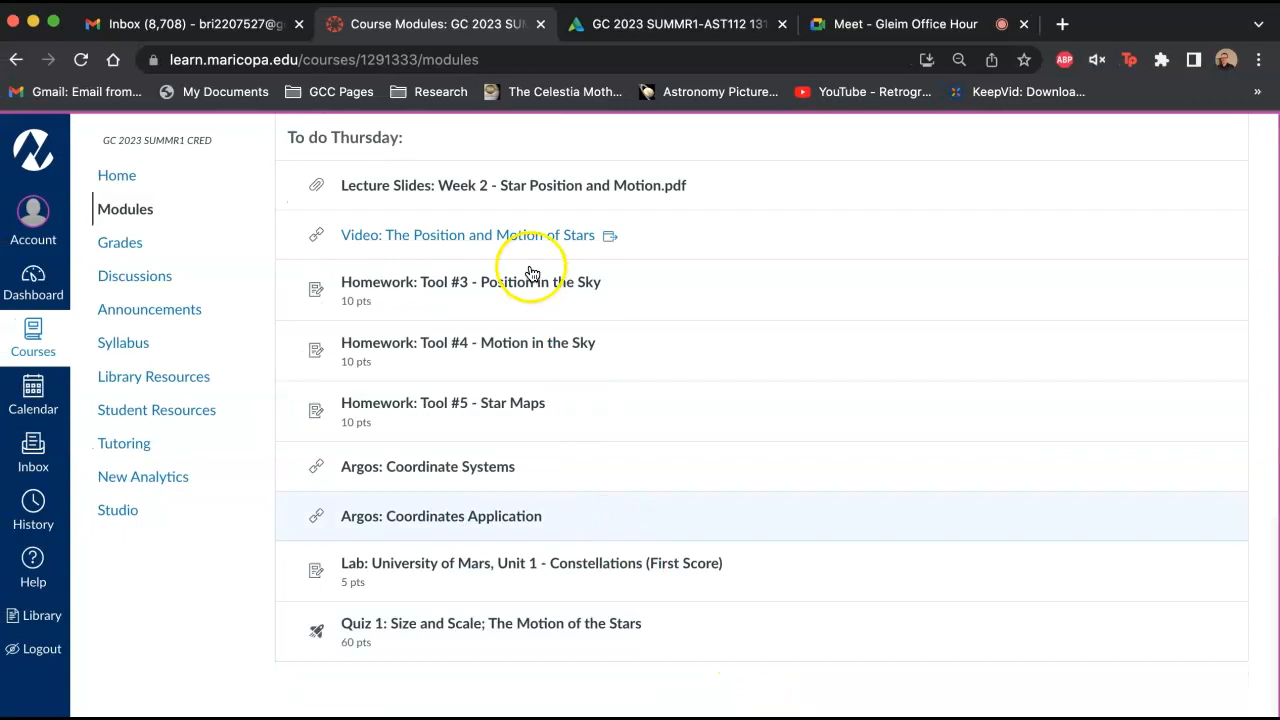 Inbox (8,708) - bri2207527@g
Course Modules: GC 2023 SUM
GC 2023 SUMMR1-AST112 131
Meet - Gleim Office Hour
learn.maricopa.edu/courses/1291333/modules
ABP
Tp
Gmail: Email from...
My Documents
GCC Pages
Research
The Celestia Moth...
Astronomy Picture...
YouTube - Retrogr...
KeepVid: Downloa...
»
Account
Dashboard
Courses
Calendar
Inbox
History
Help
Library
Logout
GC 2023 SUMMR1 CRED
Home
Modules
Grades
Discussions
Announcements
Syllabus
Library Resources
Student Resources
Tutoring
New Analytics
Studio
To do Thursday:
Lecture Slides: Week 2 - Star Position and Motion.pdf
Video: The Position and Motion of Stars
Homework: Tool #3 - Position in the Sky
10 pts
Homework: Tool #4 - Motion in the Sky
10 pts
Homework: Tool #5 - Star Maps
10 pts
Argos: Coordinate Systems
Argos: Coordinates Application
Lab: University of Mars, Unit 1 - Constellations (First Score)
5 pts
Quiz 1: Size and Scale; The Motion of the Stars
60 pts